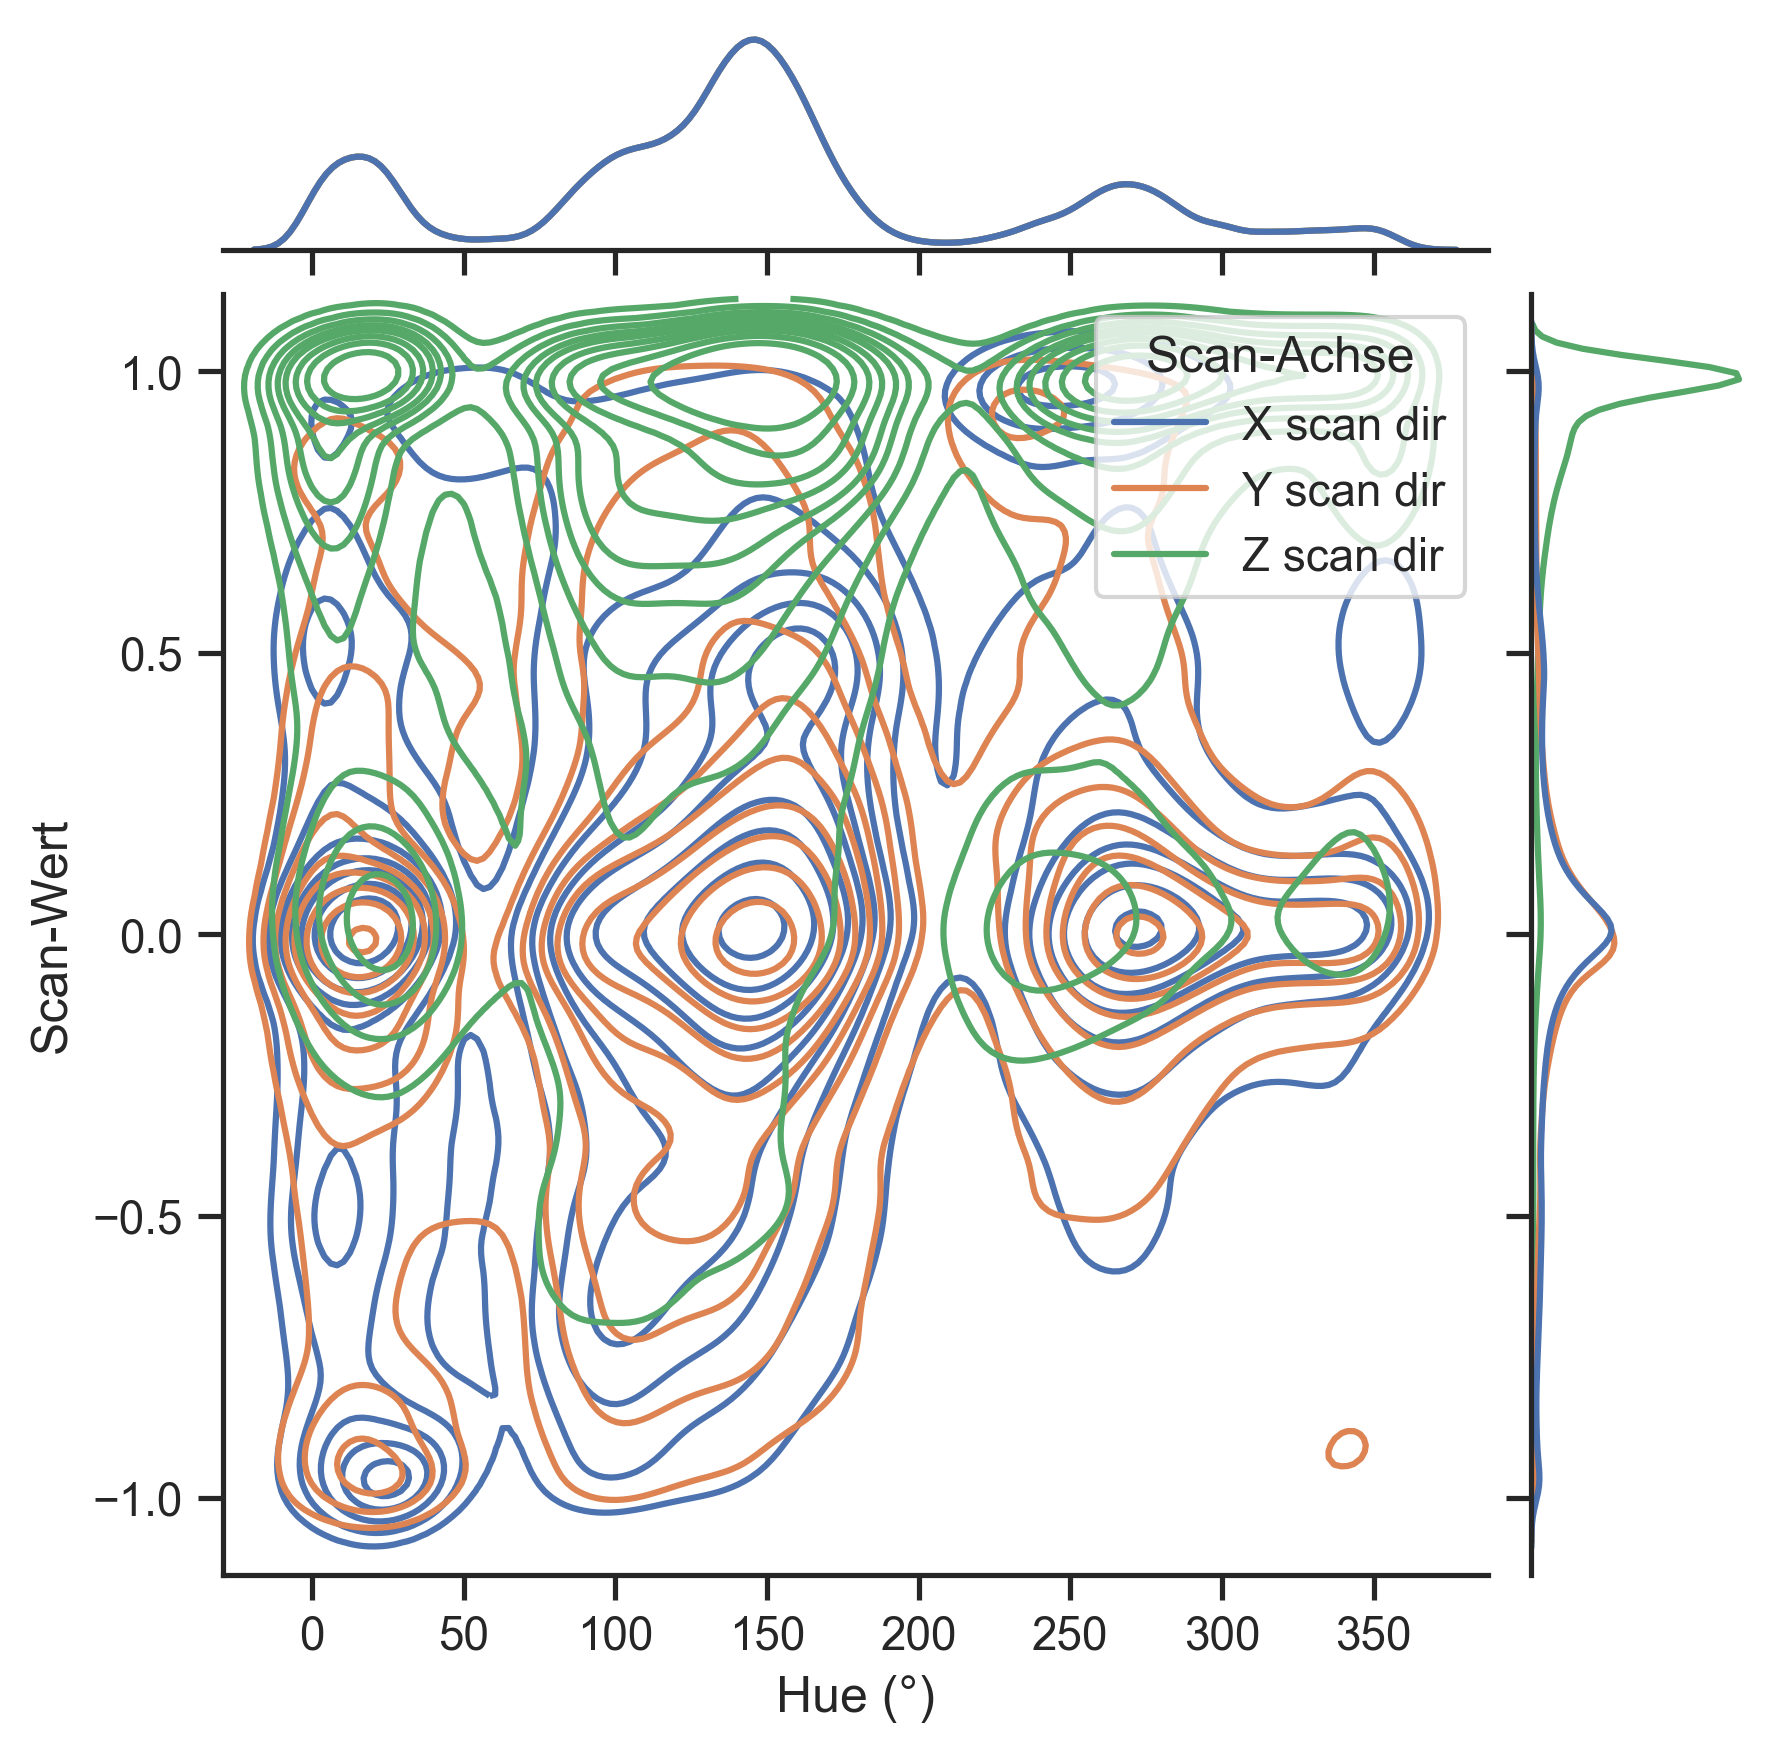 Scan-Achse
X scan dir
Y scan dir
Z scan dir
1.0
0.5
0.0
−0.5
−1.0
Scan-Wert
0 50 100 150 200 250 300 350
Hue (°)